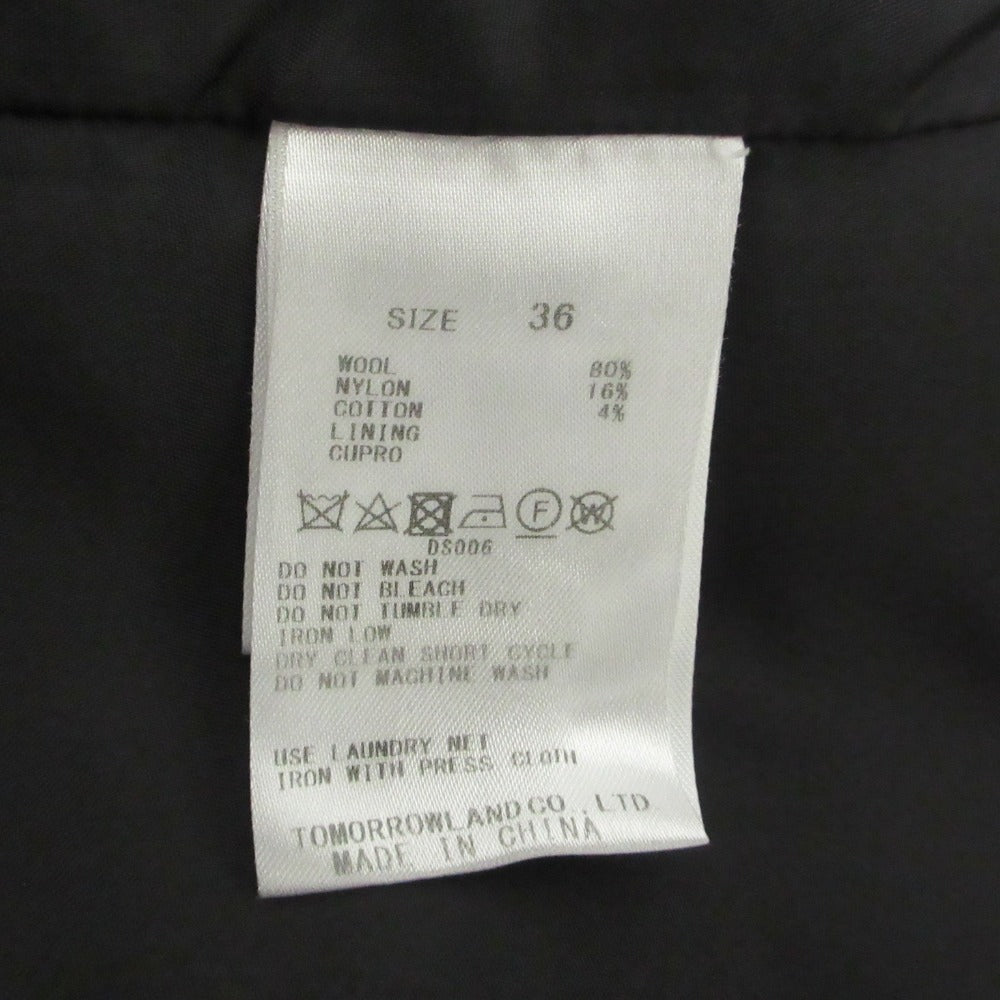 SIZE 36
WOOL 80%
NYLON 16%
COTTON 4%
LINING
CUPRO
F W
DS006
DO NOT WASH
DO NOT BLEACH
DO NOT TUMBLE DRY
IRON LOW
DRY CLEAN SHORT CYCLE
DO NOT MACHINE WASH
USE LAUNDRY NET
IRON WITH PRESS CLOTH
TOMORROWLAND CO.,LTD
MADE IN CHINA